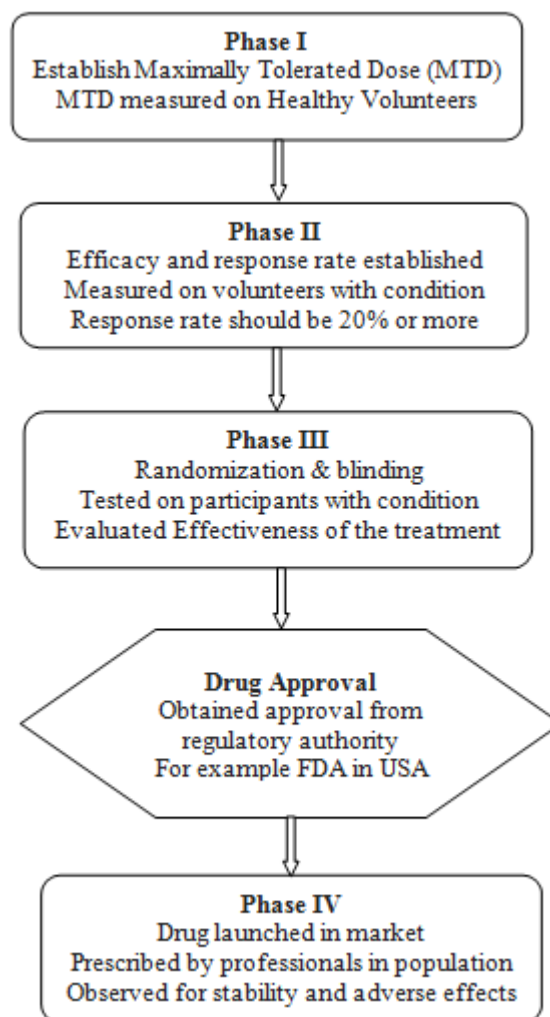 Phase I
Establish Maximally Tolerated Dose (MTD)
MTD measured on Healthy Volunteers
Phase II
Efficacy and response rate established
Measured on volunteers with condition
Response rate should be 20% or more
Phase III
Randomization & blinding
Tested on participants with condition
Evaluated Effectiveness of the treatment
Drug Approval
Obtained approval from
regulatory authority
For example FDA in USA
Phase IV
Drug launched in market
Prescribed by professionals in population
Observed for stability and adverse effects